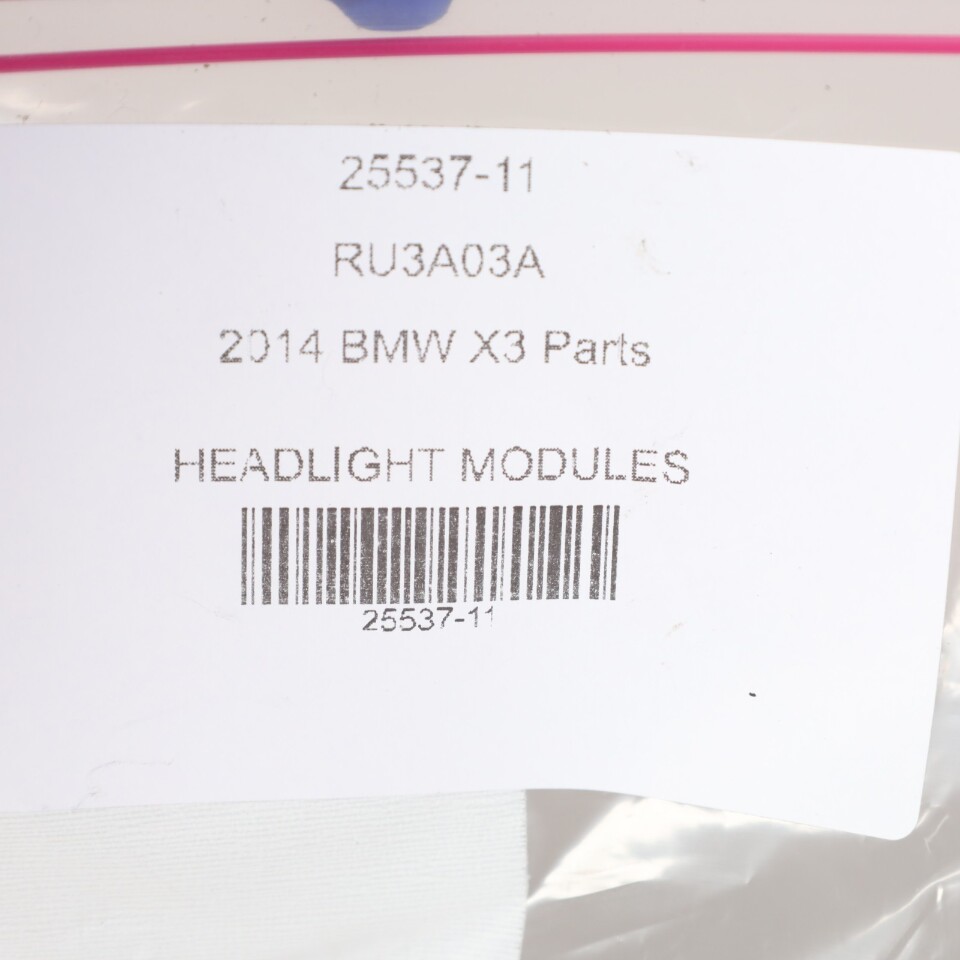 25537-11
RU3A03A
2014 BMW X3 Parts
HEADLIGHT MODULES
25537-11